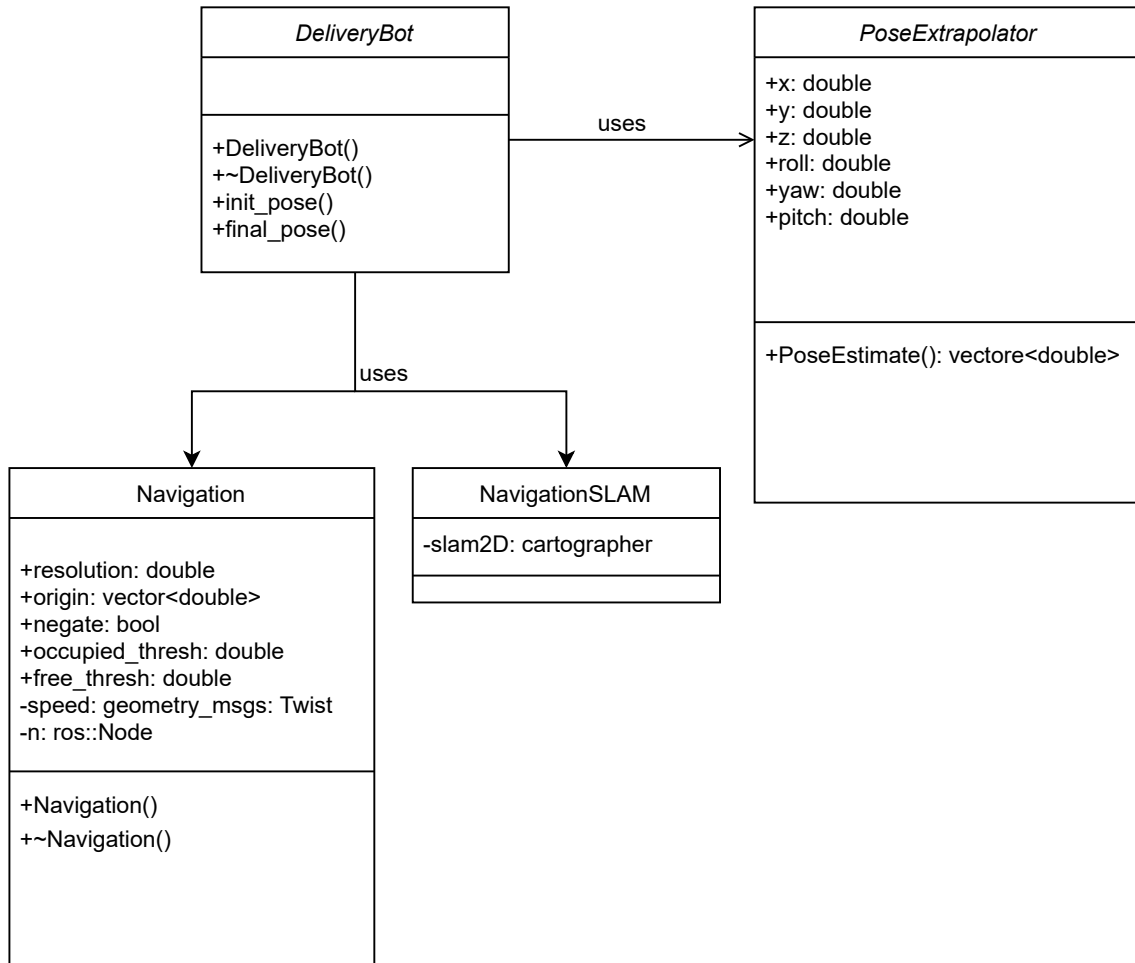 DeliveryBot
+DeliveryBot()
+~DeliveryBot()
+init_pose()
+final_pose()
uses
PoseExtrapolator
+x: double
+y: double
+z: double
+roll: double
+yaw: double
+pitch: double
+PoseEstimate(): vectore<double>
uses
Navigation
+resolution: double
+origin: vector<double>
+negate: bool
+occupied_thresh: double
+free_thresh: double
-speed: geometry_msgs: Twist
-n: ros::Node
+Navigation()
+~Navigation()
NavigationSLAM
-slam2D: cartographer